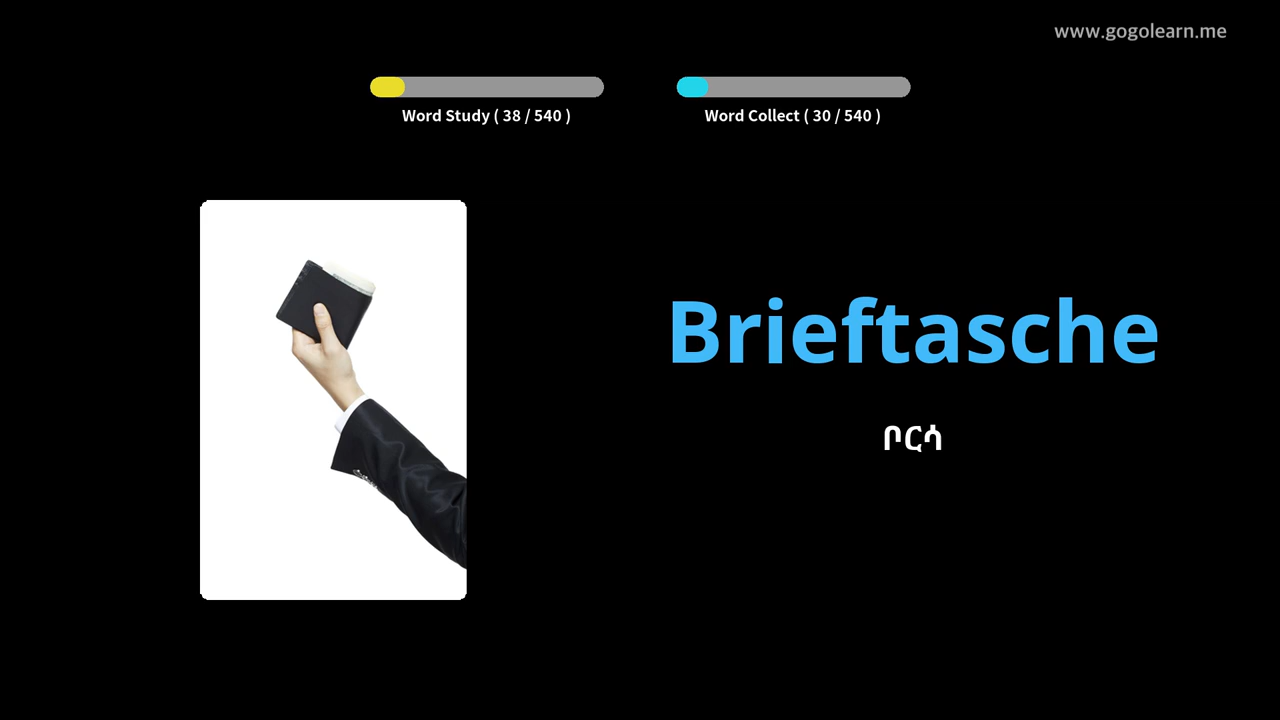 www.gogolearn.me
Word Study ( 38 / 540 )
Word Collect ( 30 / 540 )
Brieftasche
ቦርሳ